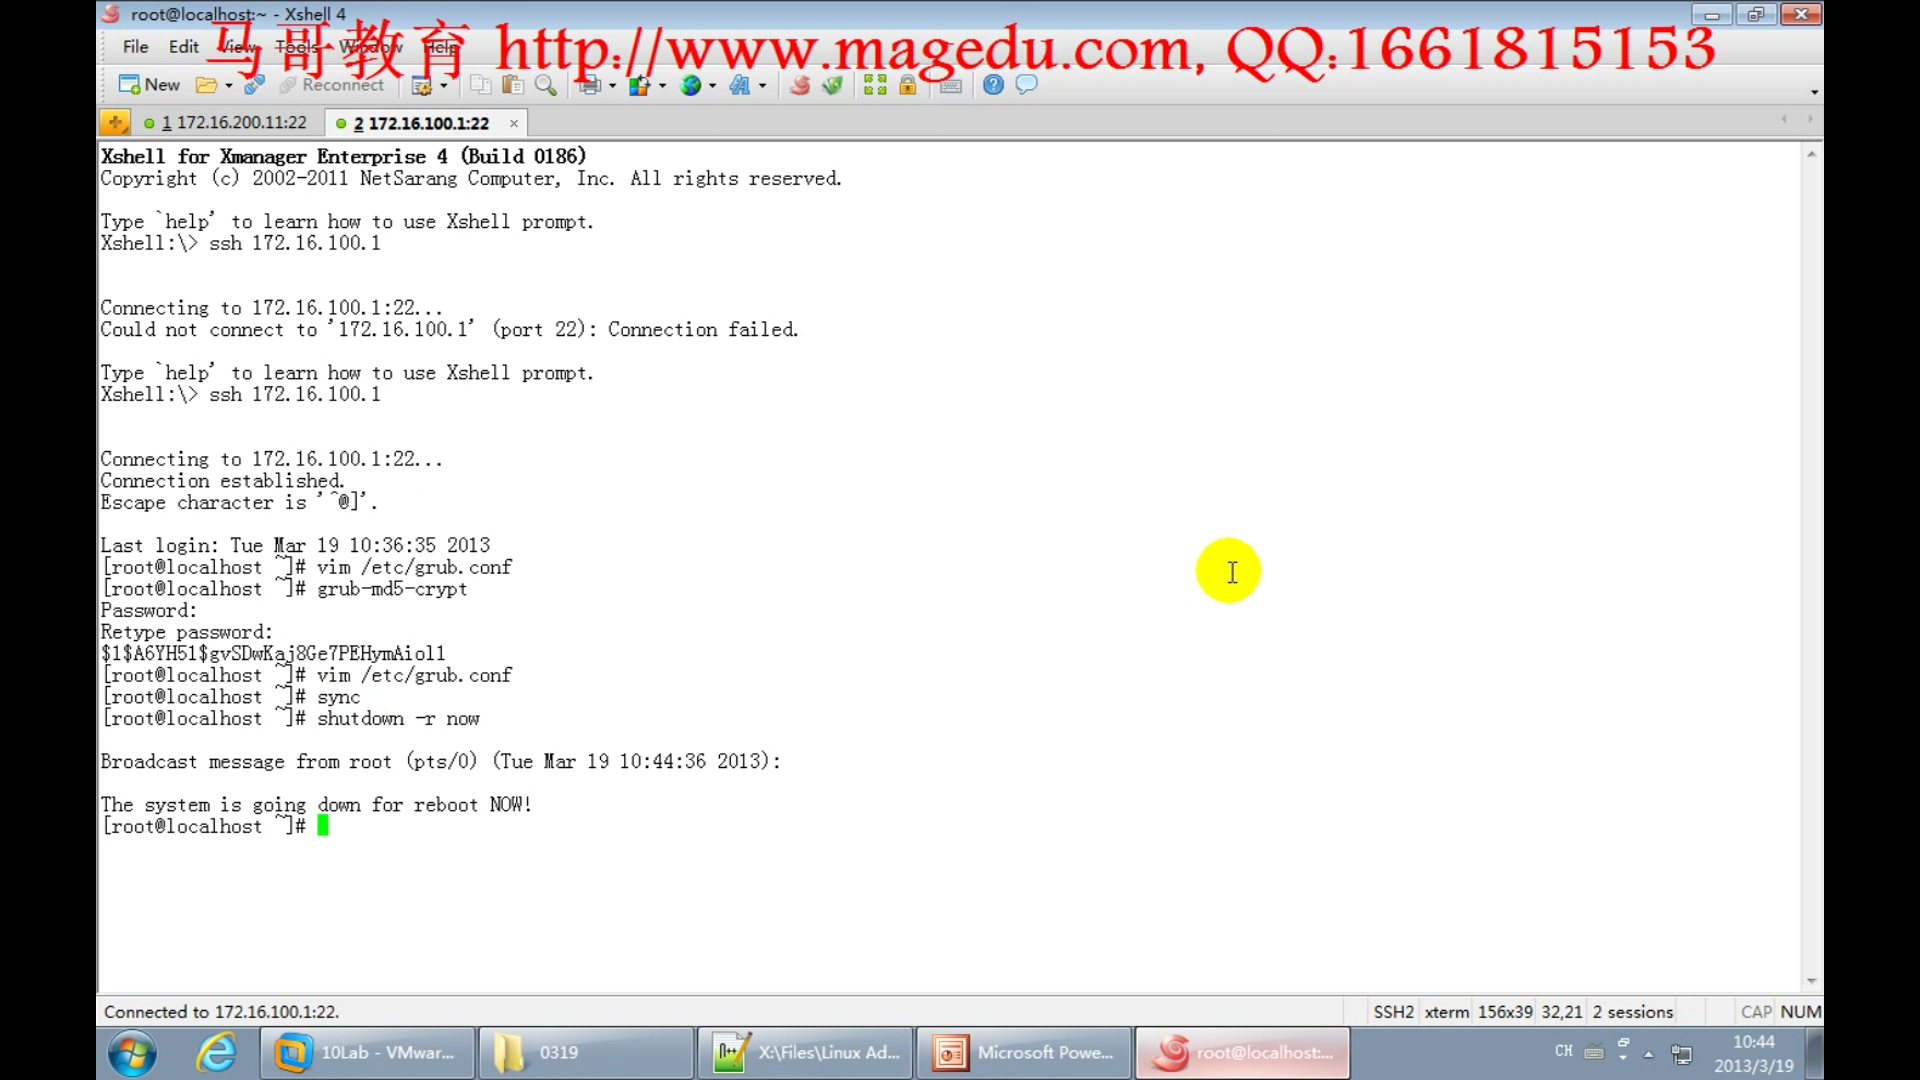 root@localhost:~ - Xshell 4
马哥教育 http://www.magedu.com, QQ:1661815153
File Edit View Tools Window Help
New Reconnect
1 172.16.200.11:22 2 172.16.100.1:22
Xshell for Xmanager Enterprise 4 (Build 0186)
Copyright (c) 2002-2011 NetSarang Computer, Inc. All rights reserved.
Type `help' to learn how to use Xshell prompt.
Xshell:\> ssh 172.16.100.1
Connecting to 172.16.100.1:22...
Could not connect to '172.16.100.1' (port 22): Connection failed.
Type `help' to learn how to use Xshell prompt.
Xshell:\> ssh 172.16.100.1
Connecting to 172.16.100.1:22...
Connection established.
Escape character is '^@]'.
Last login: Tue Mar 19 10:36:35 2013
[root@localhost ~]# vim /etc/grub.conf
[root@localhost ~]# grub-md5-crypt
Password:
Retype password:
$1$A6YH51$gvSDwKaj8Ge7PEHymAiol1
[root@localhost ~]# vim /etc/grub.conf
[root@localhost ~]# sync
[root@localhost ~]# shutdown -r now
Broadcast message from root (pts/0) (Tue Mar 19 10:44:36 2013):
The system is going down for reboot NOW!
[root@localhost ~]#
Connected to 172.16.100.1:22. SSH2 xterm 156x39 32,21 2 sessions CAP NUM
10Lab - VMwar... 0319 X:\Files\Linux Ad... Microsoft Powe... root@localhost:... CH 10:44
2013/3/19